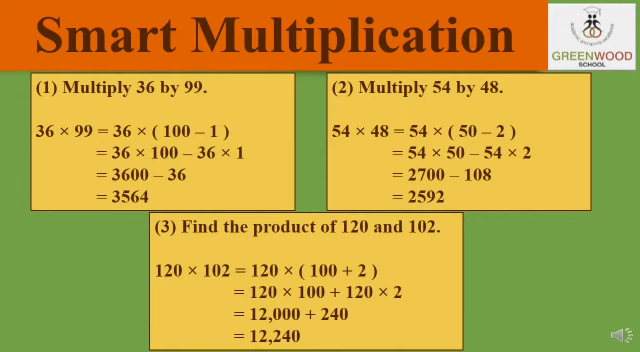 Smart Multiplication
GREENWOOD
SCHOOL
(1) Multiply 36 by 99.
36 × 99 = 36 × ( 100 – 1 )
= 36 × 100 – 36 × 1
= 3600 – 36
= 3564
(2) Multiply 54 by 48.
54 × 48 = 54 × ( 50 – 2 )
= 54 × 50 – 54 × 2
= 2700 – 108
= 2592
(3) Find the product of 120 and 102.
120 × 102 = 120 × ( 100 + 2 )
= 120 × 100 + 120 × 2
= 12,000 + 240
= 12,240